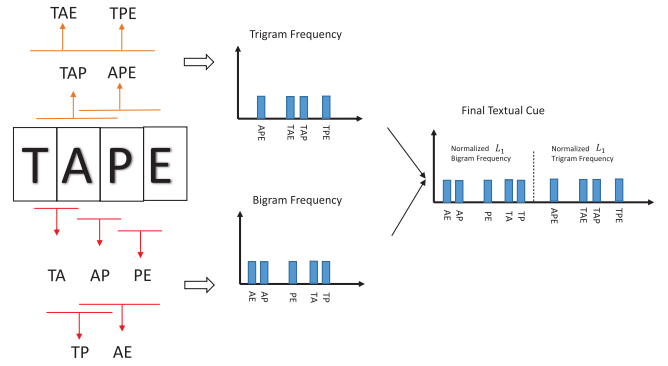 TAE TPE
TAP APE
TAPE
TA AP PE
TP AE
Trigram Frequency
APE TAE TAP TPE
Bigram Frequency
AE AP PE TA TP
Final Textual Cue
Normalized L1
Bigram Frequency
Normalized L1
Trigram Frequency
AE AP PE TA TP APE TAE TAP TPE